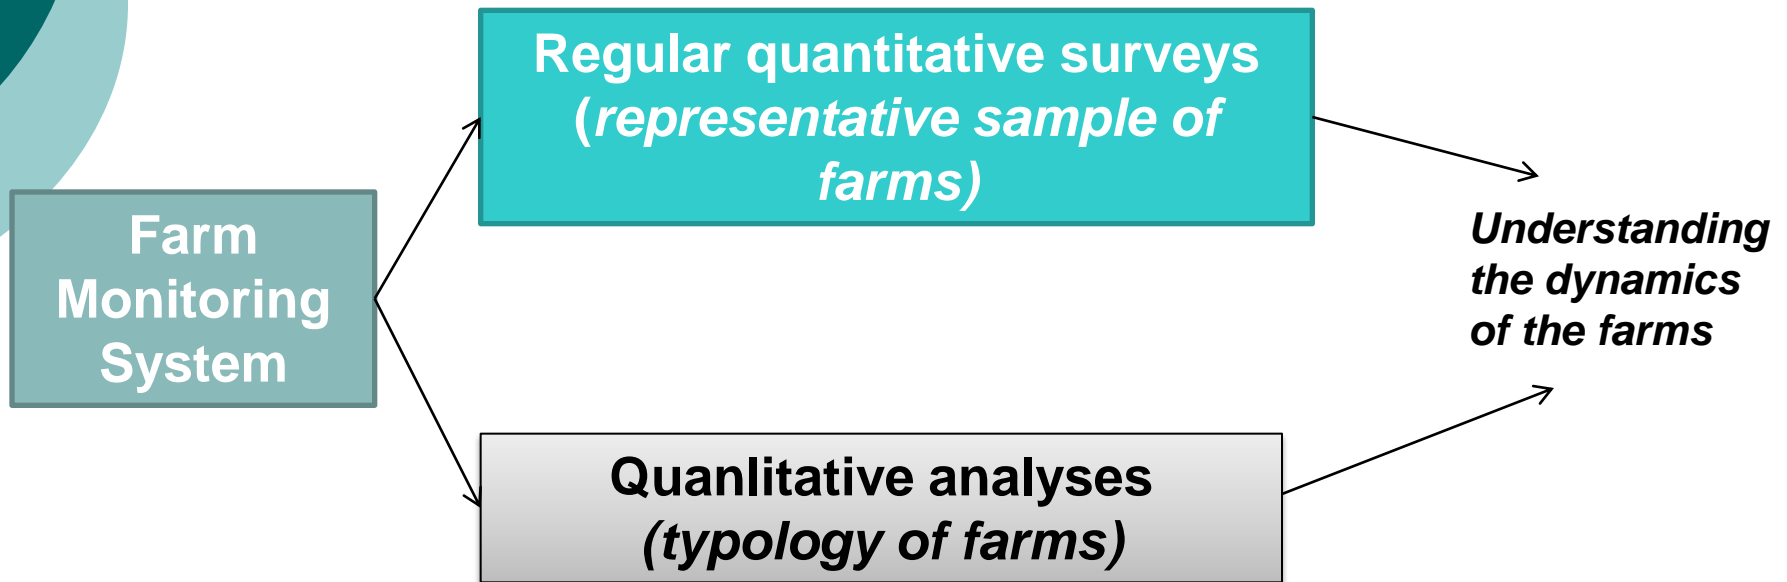 Regular quantitative surveys
(representative sample of
farms)
Farm
Monitoring
System
Understanding
the dynamics
of the farms
Quanlitative analyses
(typology of farms)